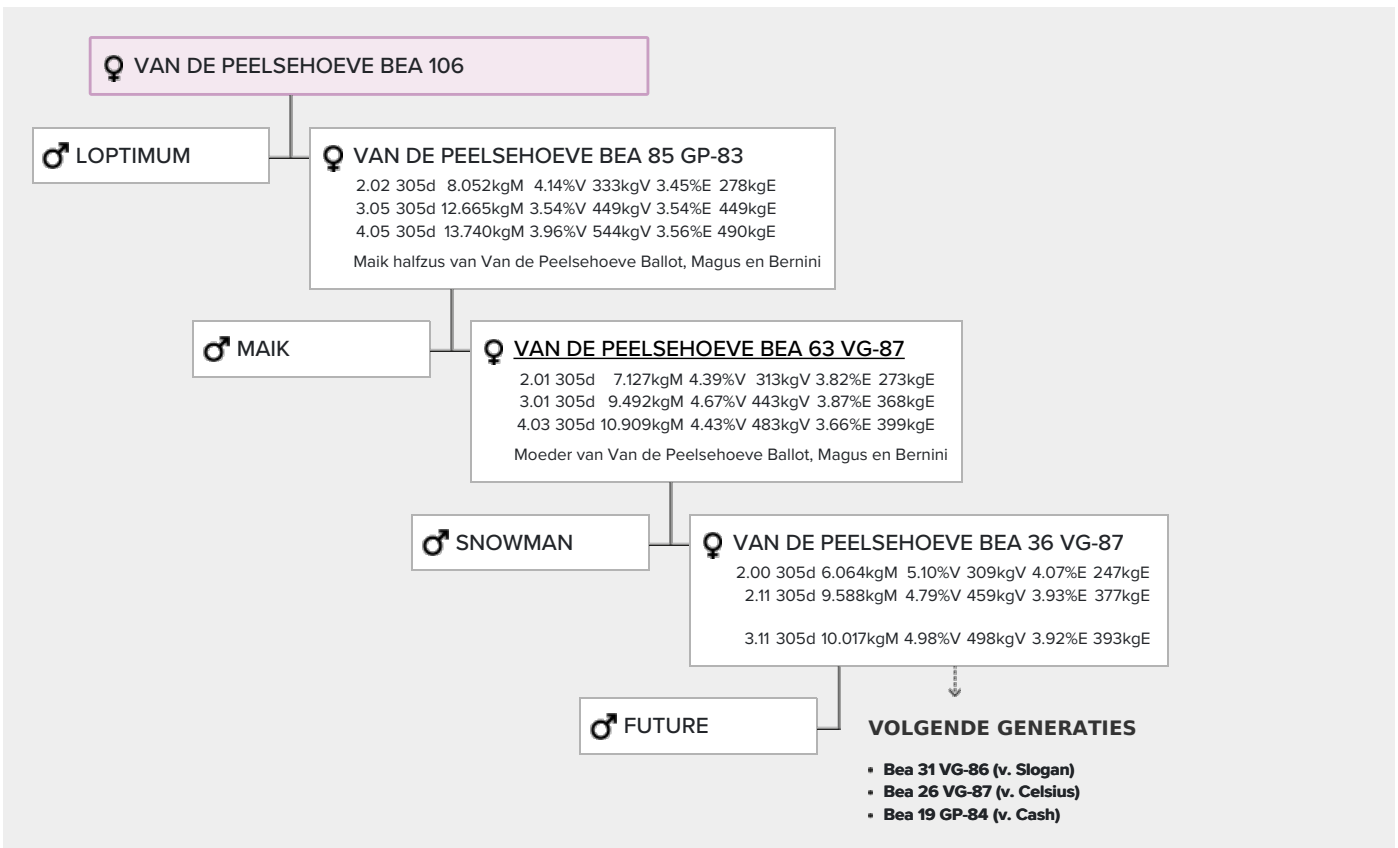 VAN DE PEELSEHOEVE BEA 106
LOPTIMUM
VAN DE PEELSEHOEVE BEA 85 GP-83
2.02 305d 8.052kgM 4.14%V 333kgV 3.45%E 278kgE
3.05 305d 12.665kgM 3.54%V 449kgV 3.54%E 449kgE
4.05 305d 13.740kgM 3.96%V 544kgV 3.56%E 490kgE
Maik halfzus van Van de Peelsehoeve Ballot, Magus en Bernini
MAIK
VAN DE PEELSEHOEVE BEA 63 VG-87
2.01 305d 7.127kgM 4.39%V 313kgV 3.82%E 273kgE
3.01 305d 9.492kgM 4.67%V 443kgV 3.87%E 368kgE
4.03 305d 10.909kgM 4.43%V 483kgV 3.66%E 399kgE
Moeder van Van de Peelsehoeve Ballot, Magus en Bernini
SNOWMAN
VAN DE PEELSEHOEVE BEA 36 VG-87
2.00 305d 6.064kgM 5.10%V 309kgV 4.07%E 247kgE
2.11 305d 9.588kgM 4.79%V 459kgV 3.93%E 377kgE
3.11 305d 10.017kgM 4.98%V 498kgV 3.92%E 393kgE
FUTURE
VOLGENDE GENERATIES
• Bea 31 VG-86 (v. Slogan)
• Bea 26 VG-87 (v. Celsius)
• Bea 19 GP-84 (v. Cash)